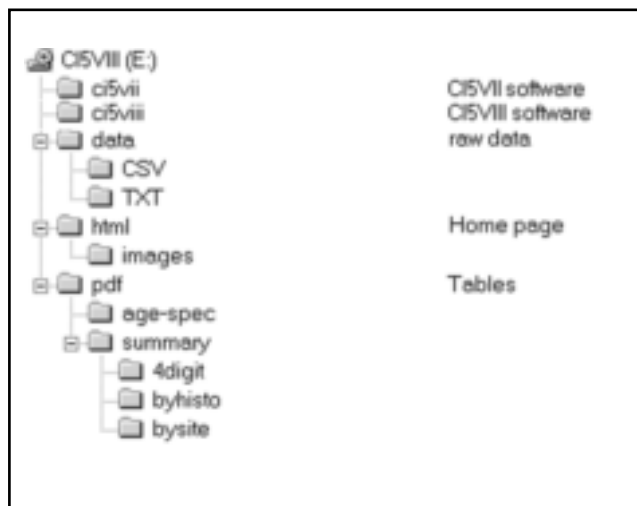 CI5VIII (E:)
ci5vii CI5VII software
ci5viii CI5VIII software
data raw data
CSV
TXT
html Home page
images
pdf Tables
age-spec
summary
4digit
byhisto
bysite